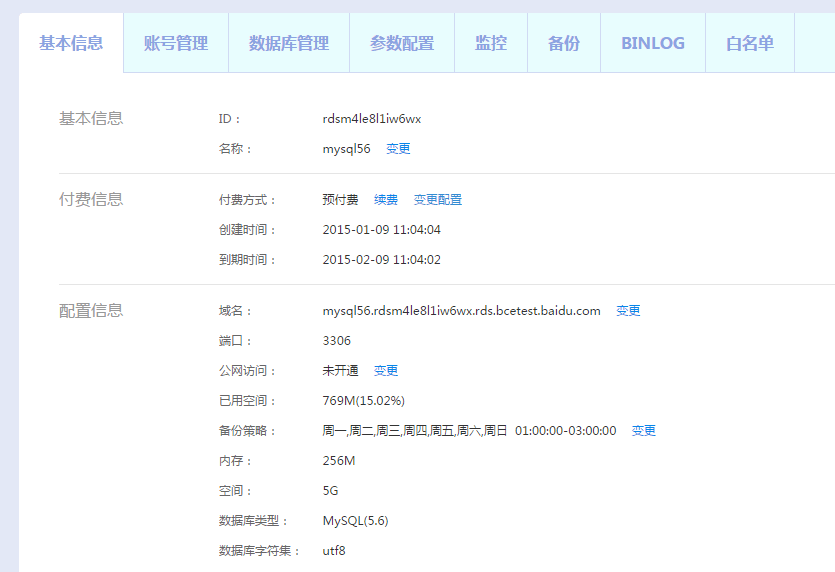 基本信息 账号管理 数据库管理 参数配置 监控 备份 BINLOG 白名单
基本信息 ID： rdsm4le8l1iw6wx
名称： mysql56 变更
付费信息 付费方式： 预付费 续费 变更配置
创建时间： 2015-01-09 11:04:04
到期时间： 2015-02-09 11:04:02
配置信息 域名： mysql56.rdsm4le8l1iw6wx.rds.bcetest.baidu.com 变更
端口： 3306
公网访问： 未开通 变更
已用空间： 769M(15.02%)
备份策略： 周一,周二,周三,周四,周五,周六,周日 01:00:00-03:00:00 变更
内存： 256M
空间： 5G
数据库类型： MySQL(5.6)
数据库字符集： utf8